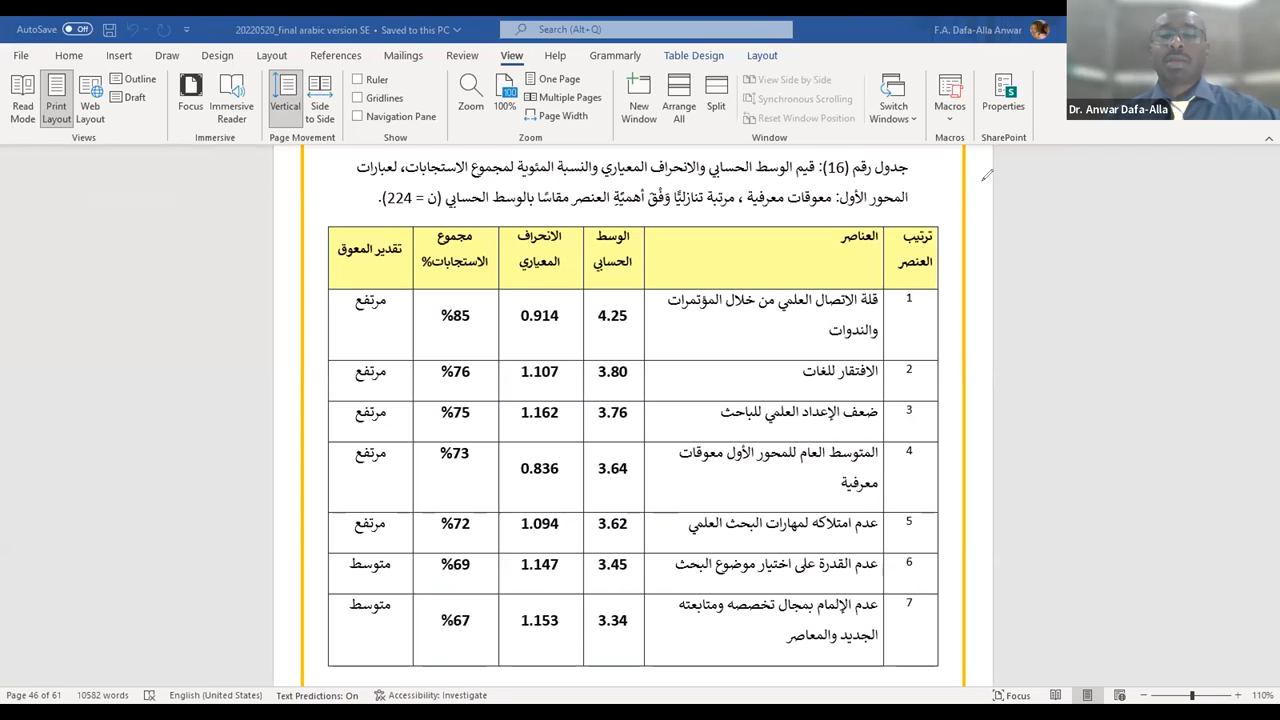 AutoSave Off 20220520_final arabic version SE - Saved to this PC Search (Alt+Q) F.A. Dafa-Alla Anwar
File Home Insert Draw Design Layout References Mailings Review View Help Grammarly Table Design Layout
Read Mode Print Layout Web Layout Outline Draft Focus Immersive Reader Vertical Side to Side Ruler Gridlines Navigation Pane Zoom 100% One Page Multiple Pages Page Width New Window Arrange All Split View Side by Side Synchronous Scrolling Reset Window Position Switch Windows Macros Properties
Views Immersive Page Movement Show Zoom Window Macros SharePoint
Dr. Anwar Dafa-Alla
جدول رقم (16): قيم الوسط الحسابي والانحراف المعياري والنسبة المئوية لمجموع الاستجابات، لعبارات
المحور الأول: معوقات معرفية ، مرتبة تنازليًّا وَفْقَ أهميّةِ العنصر مقاسًا بالوسط الحسابي (ن = 224).
ترتيب العنصر العناصر الوسط الحسابي الانحراف المعياري مجموع الاستجابات% تقدير المعوق
1 قلة الاتصال العلمي من خلال المؤتمرات والندوات 4.25 0.914 %85 مرتفع
2 الافتقار للغات 3.80 1.107 %76 مرتفع
3 ضعف الإعداد العلمي للباحث 3.76 1.162 %75 مرتفع
4 المتوسط العام للمحور الأول معوقات معرفية 3.64 0.836 %73 مرتفع
5 عدم امتلاكه لمهارات البحث العلمي 3.62 1.094 %72 مرتفع
6 عدم القدرة على اختيار موضوع البحث 3.45 1.147 %69 متوسط
7 عدم الإلمام بمجال تخصصه ومتابعته الجديد والمعاصر 3.34 1.153 %67 متوسط
Page 46 of 61 10582 words English (United States) Text Predictions: On Accessibility: Investigate Focus 110%